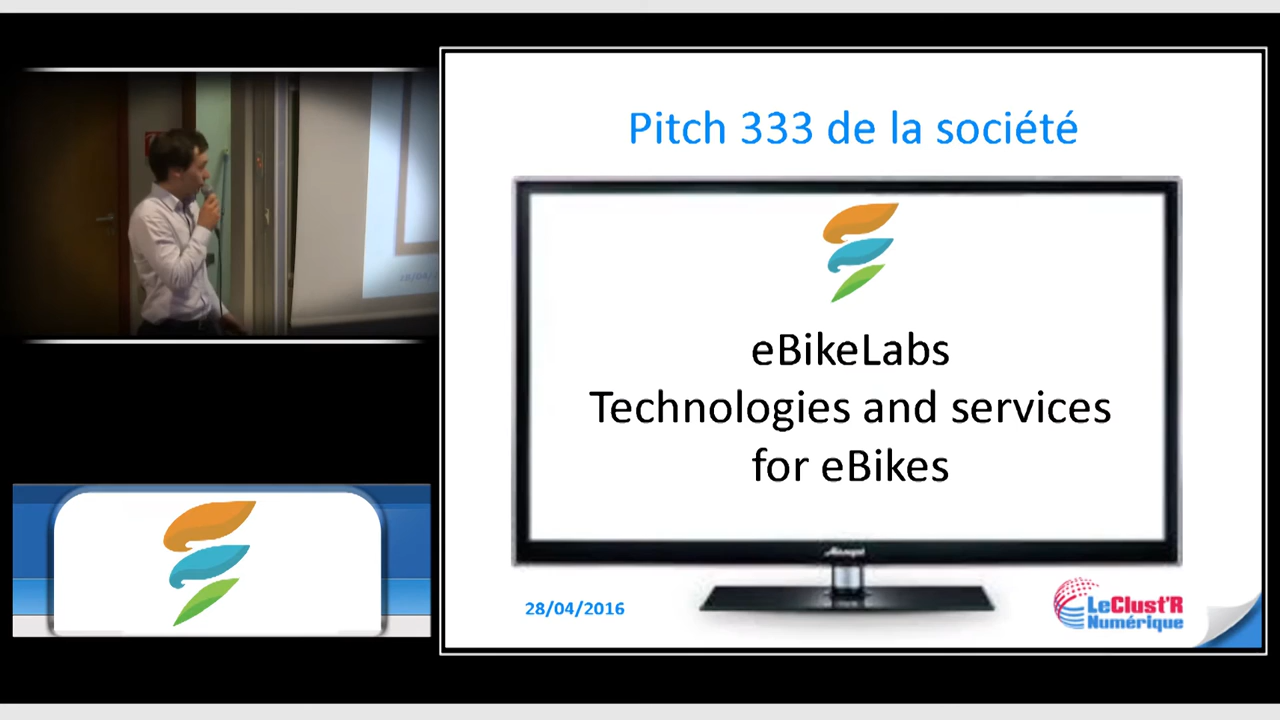 Pitch 333 de la société
eBikeLabs
Technologies and services
for eBikes
28/04/2016
LeClust'R
Numérique